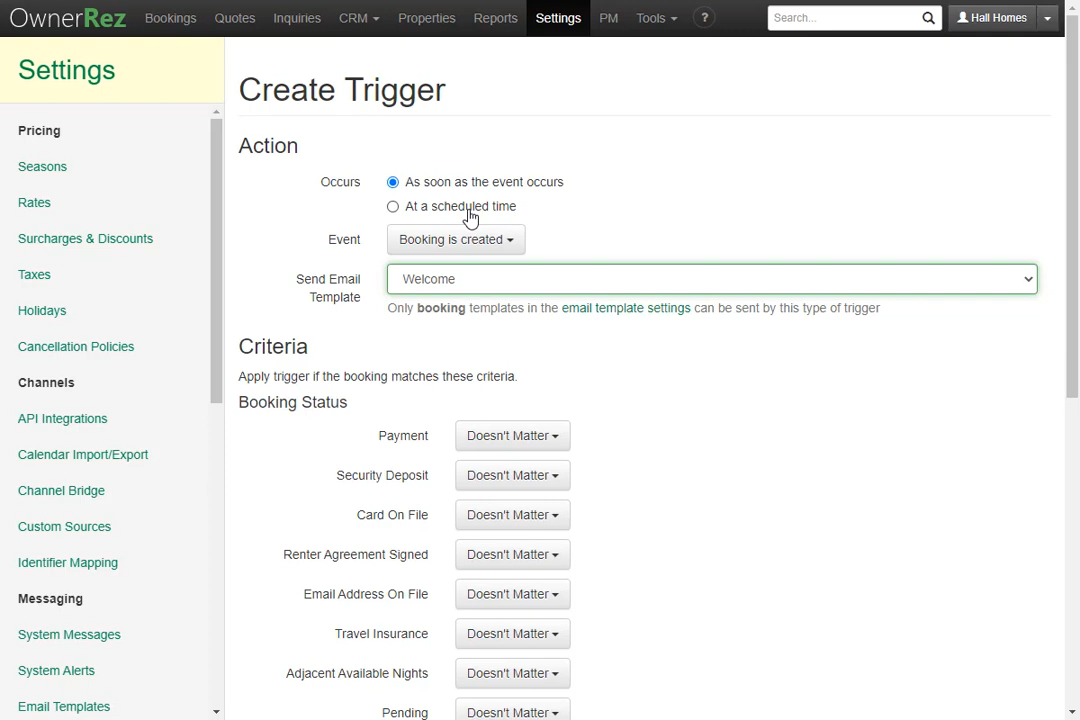 OwnerRez Bookings Quotes Inquiries CRM Properties Reports Settings PM Tools ? Search... Hall Homes
Settings
Pricing
Seasons
Rates
Surcharges & Discounts
Taxes
Holidays
Cancellation Policies
Channels
API Integrations
Calendar Import/Export
Channel Bridge
Custom Sources
Identifier Mapping
Messaging
System Messages
System Alerts
Email Templates
Create Trigger
Action
Occurs As soon as the event occurs
At a scheduled time
Event Booking is created
Send Email Template Welcome
Only booking templates in the email template settings can be sent by this type of trigger
Criteria
Apply trigger if the booking matches these criteria.
Booking Status
Payment Doesn't Matter
Security Deposit Doesn't Matter
Card On File Doesn't Matter
Renter Agreement Signed Doesn't Matter
Email Address On File Doesn't Matter
Travel Insurance Doesn't Matter
Adjacent Available Nights Doesn't Matter
Pending Doesn't Matter